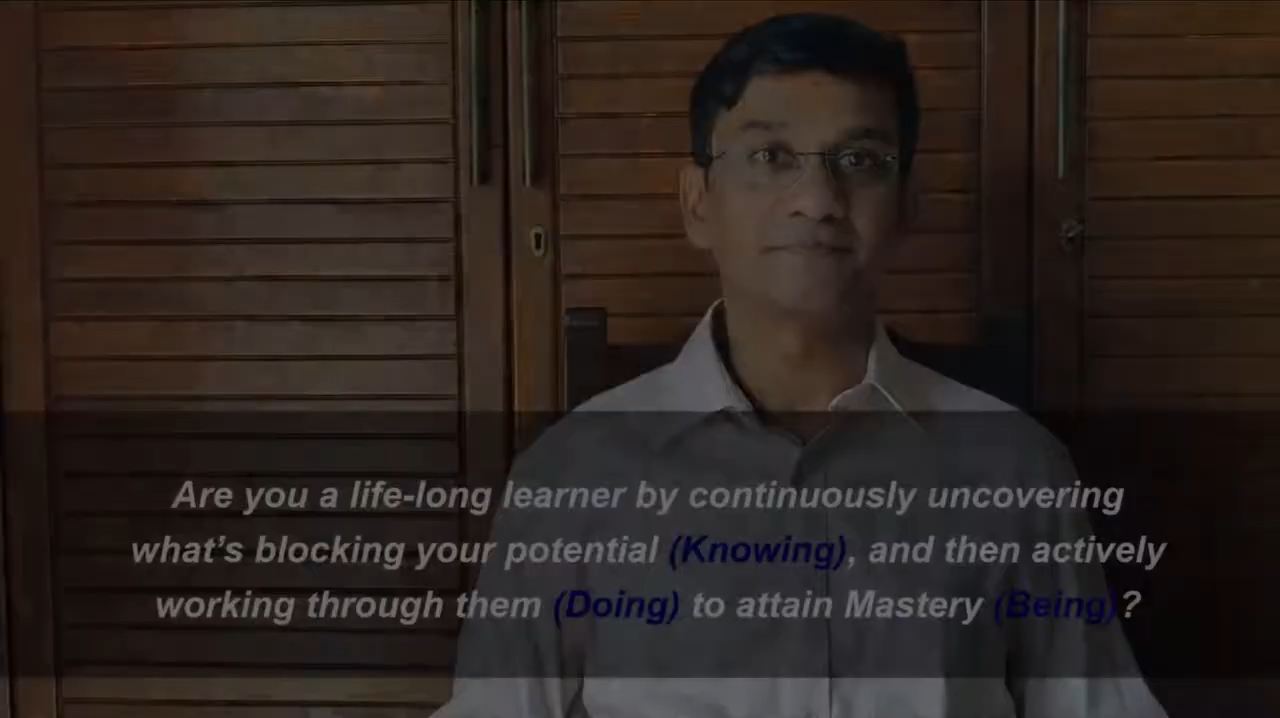 Are you a life-long learner by continuously uncovering
what’s blocking your potential (Knowing), and then actively
working through them (Doing) to attain Mastery (Being)?